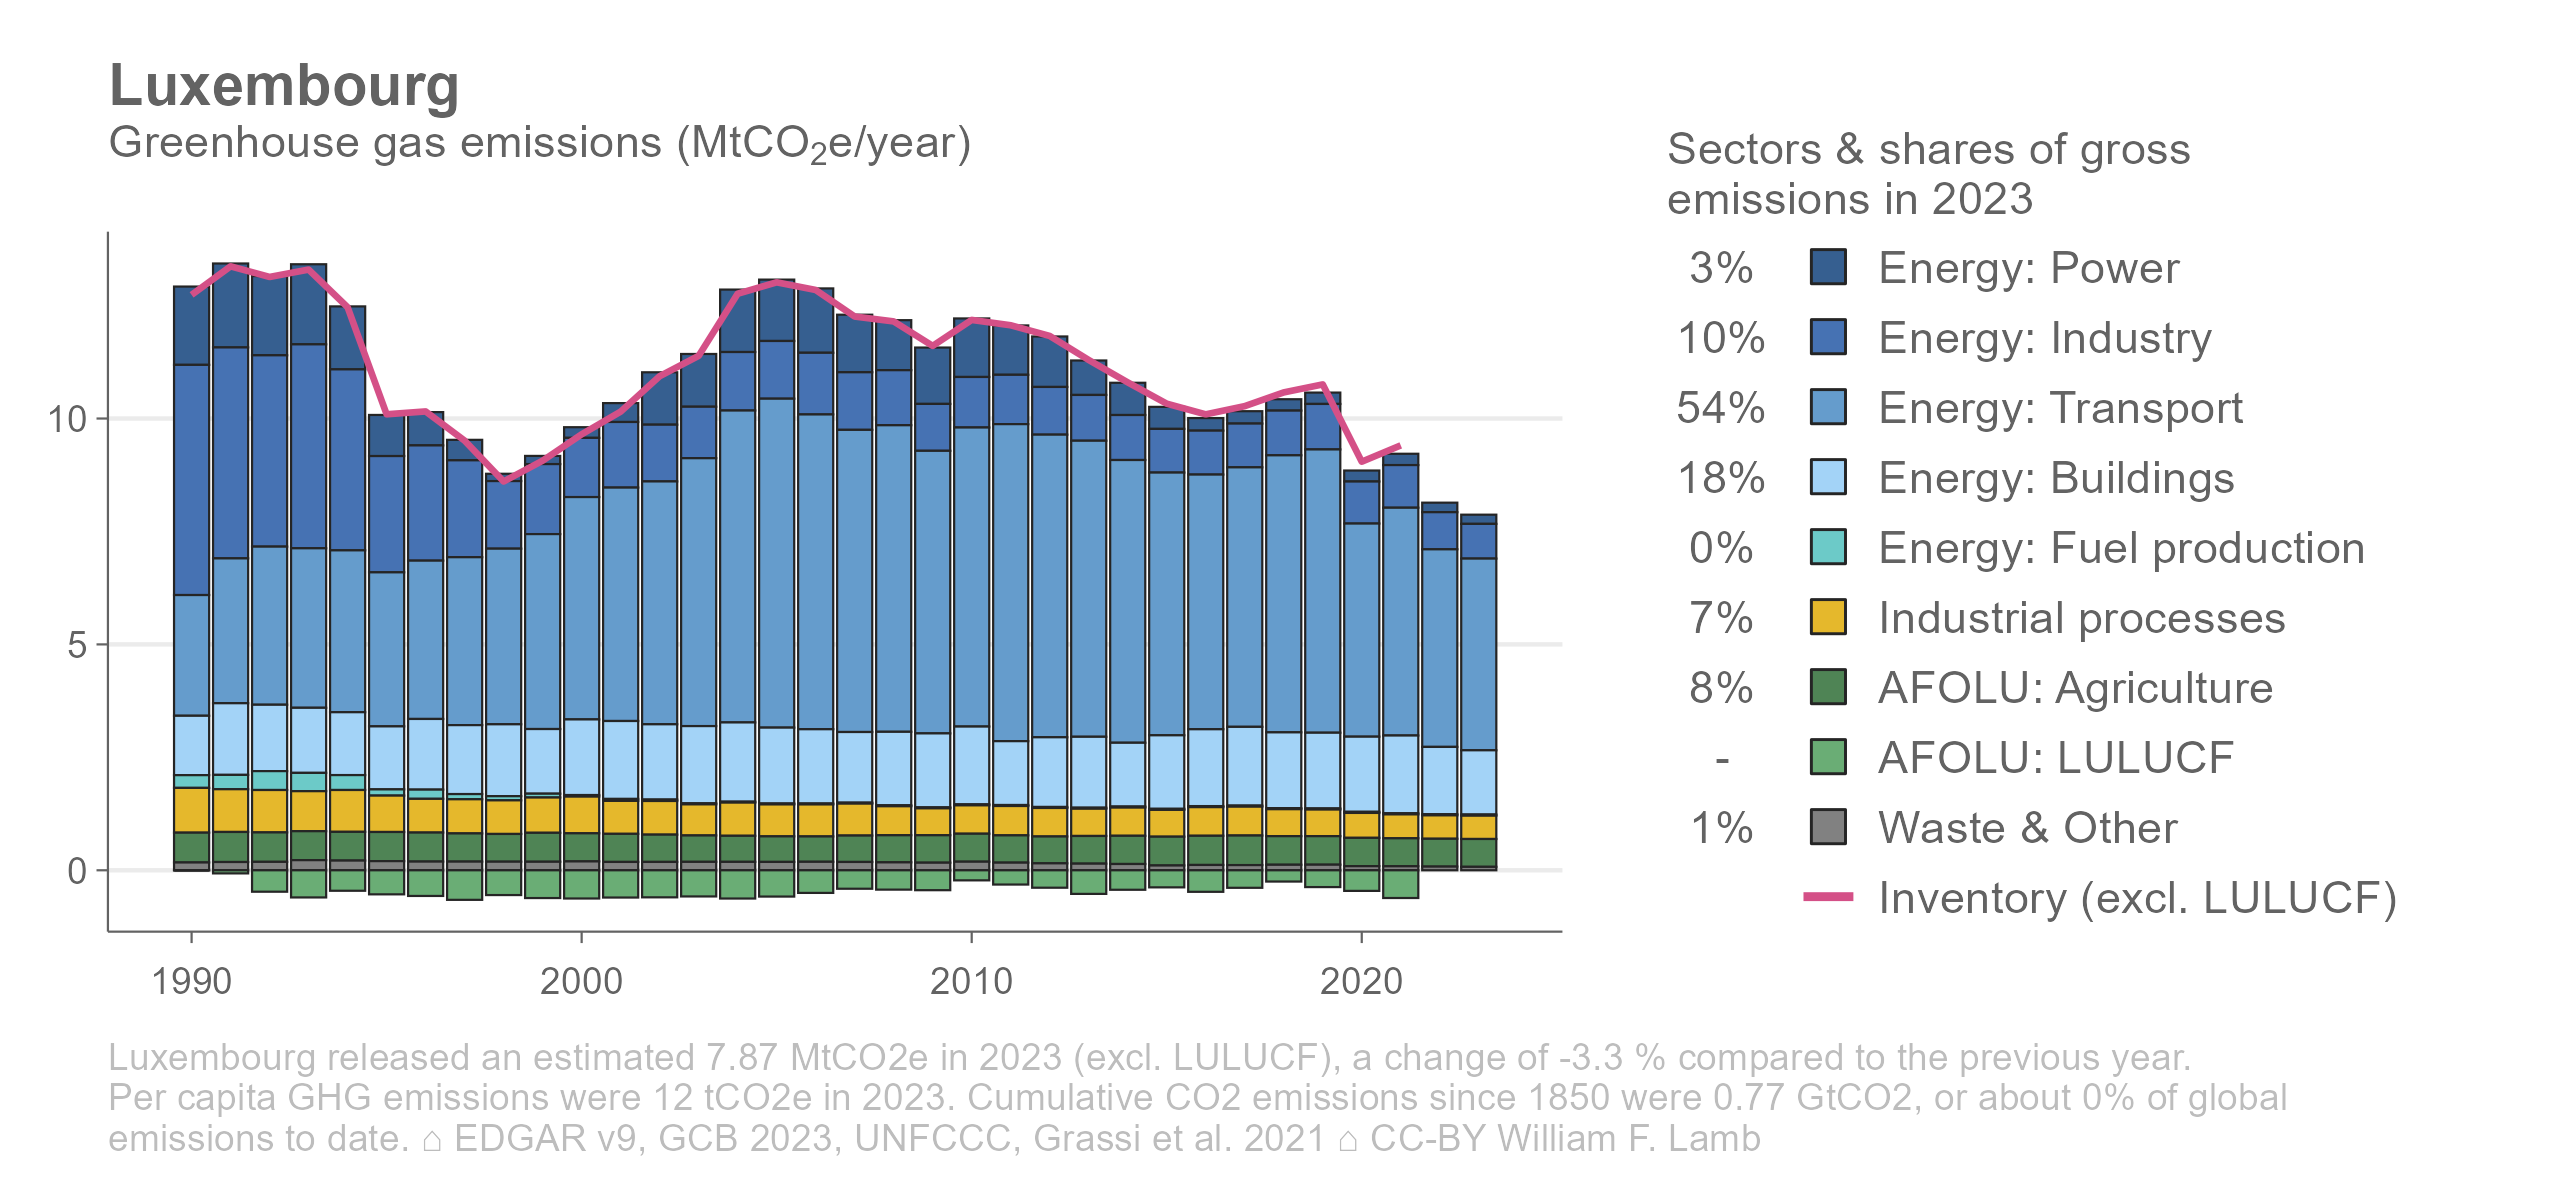 Luxembourg
Greenhouse gas emissions (MtCO₂e/year)
10
5
0
1990
2000
2010
2020
Sectors & shares of gross
emissions in 2023
3% Energy: Power
10% Energy: Industry
54% Energy: Transport
18% Energy: Buildings
0% Energy: Fuel production
7% Industrial processes
8% AFOLU: Agriculture
- AFOLU: LULUCF
1% Waste & Other
Inventory (excl. LULUCF)
Luxembourg released an estimated 7.87 MtCO2e in 2023 (excl. LULUCF), a change of -3.3 % compared to the previous year.
Per capita GHG emissions were 12 tCO2e in 2023. Cumulative CO2 emissions since 1850 were 0.77 GtCO2, or about 0% of global
emissions to date. ⌂ EDGAR v9, GCB 2023, UNFCCC, Grassi et al. 2021 ⌂ CC-BY William F. Lamb